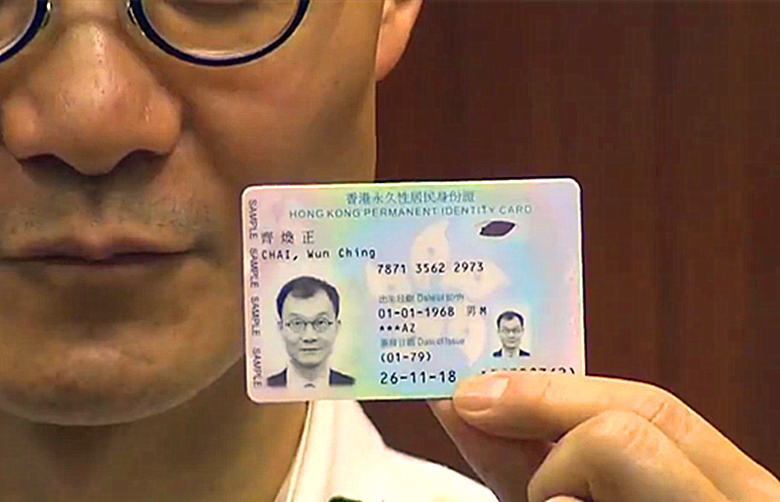 香港永久性居民身份證
HONG KONG PERMANENT IDENTITY CARD
SAMPLE SAMPLE SAMPLE SAMPLE
齊煥正
CHAI, Wun Ching
7871 3562 2973
出生日期 Date of Birth
01-01-1968 男 M
***AZ
簽發日期 Date of Issue
(01-79)
26-11-18